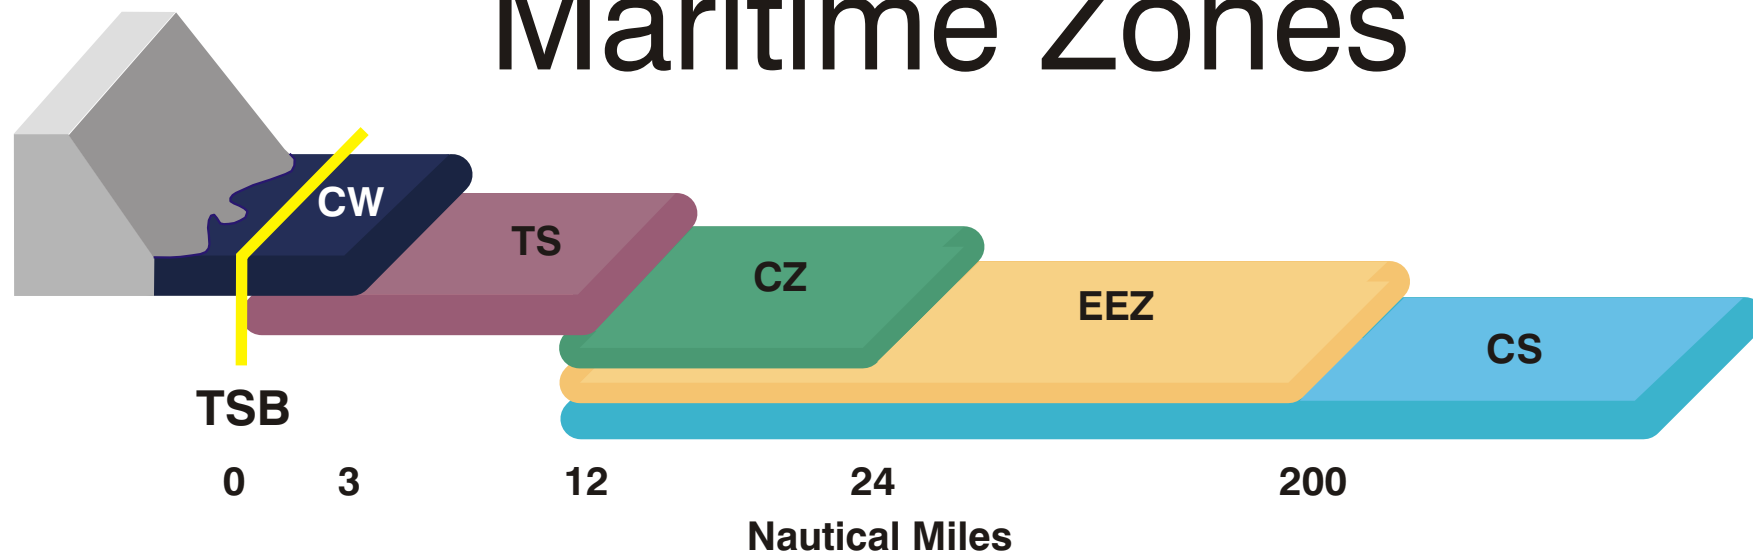 Maritime Zones
CW
TS
CZ
EEZ
CS
TSB
0 3 12 24 200
Nautical Miles